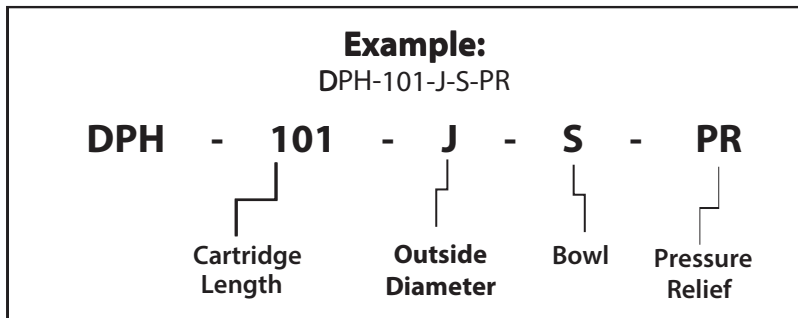 Example:
DPH-101-J-S-PR
DPH - 101 - J - S - PR
Cartridge
Length
Outside
Diameter
Bowl
Pressure
Relief